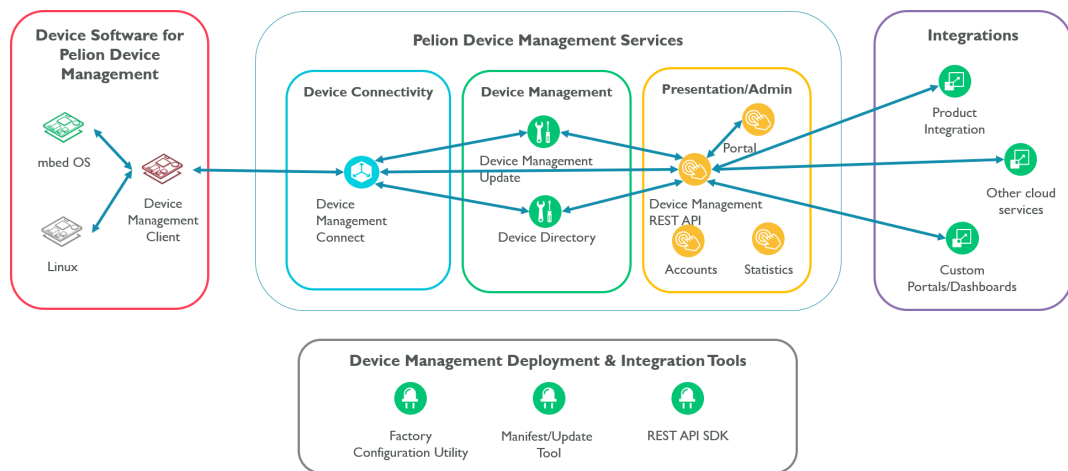 Device Software for
Pelion Device
Management
mbed OS
Device
Management
Client
Linux
Pelion Device Management Services
Device Connectivity
Device
Management
Connect
Device Management
Device Management
Update
Device Directory
Presentation/Admin
Portal
Device Management
REST API
Accounts
Statistics
Integrations
Product
Integration
Other cloud
services
Custom
Portals/Dashboards
Device Management Deployment & Integration Tools
Factory
Configuration Utility
Manifest/Update
Tool
REST API SDK